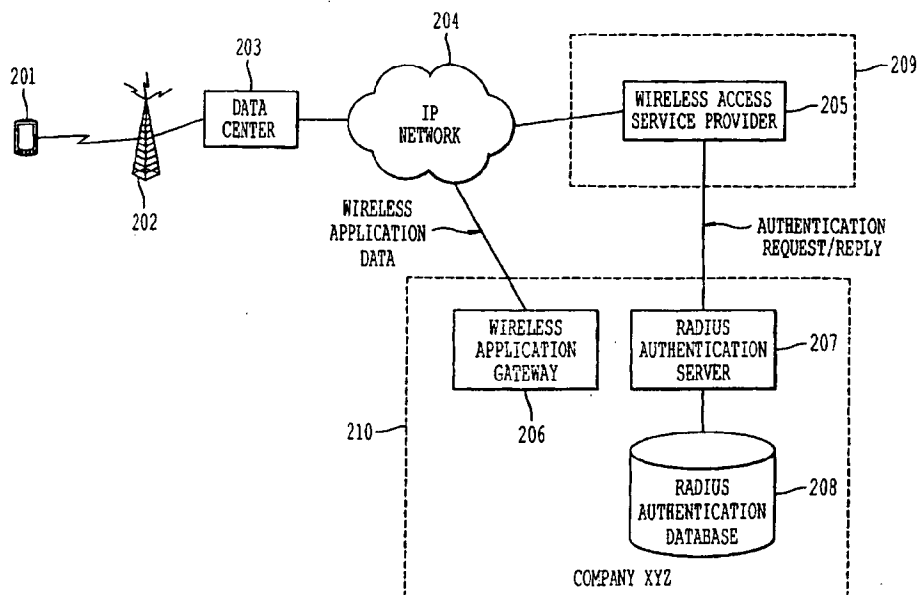 204
203
201
209
DATA
CENTER
IP
NETWORK
WIRELESS ACCESS
SERVICE PROVIDER
205
202
WIRELESS
APPLICATION
DATA
AUTHENTICATION
REQUEST/REPLY
WIRELESS
APPLICATION
GATEWAY
RADIUS
AUTHENTICATION
SERVER
207
210
206
RADIUS
AUTHENTICATION
DATABASE
208
COMPANY XYZ